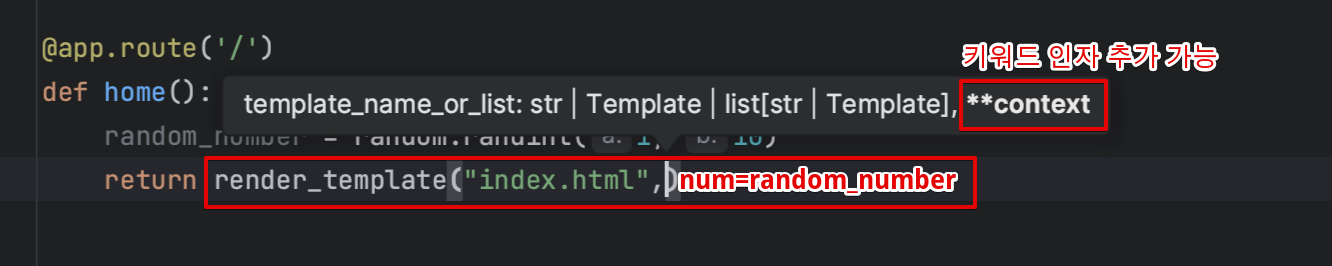 @app.route('/')
키워드 인자 추가 가능
def home():
template_name_or_list: str | Template | list[str | Template], **context
random_number = random.randint( a: 1, b: 10)
return render_template("index.html",)num=random_number